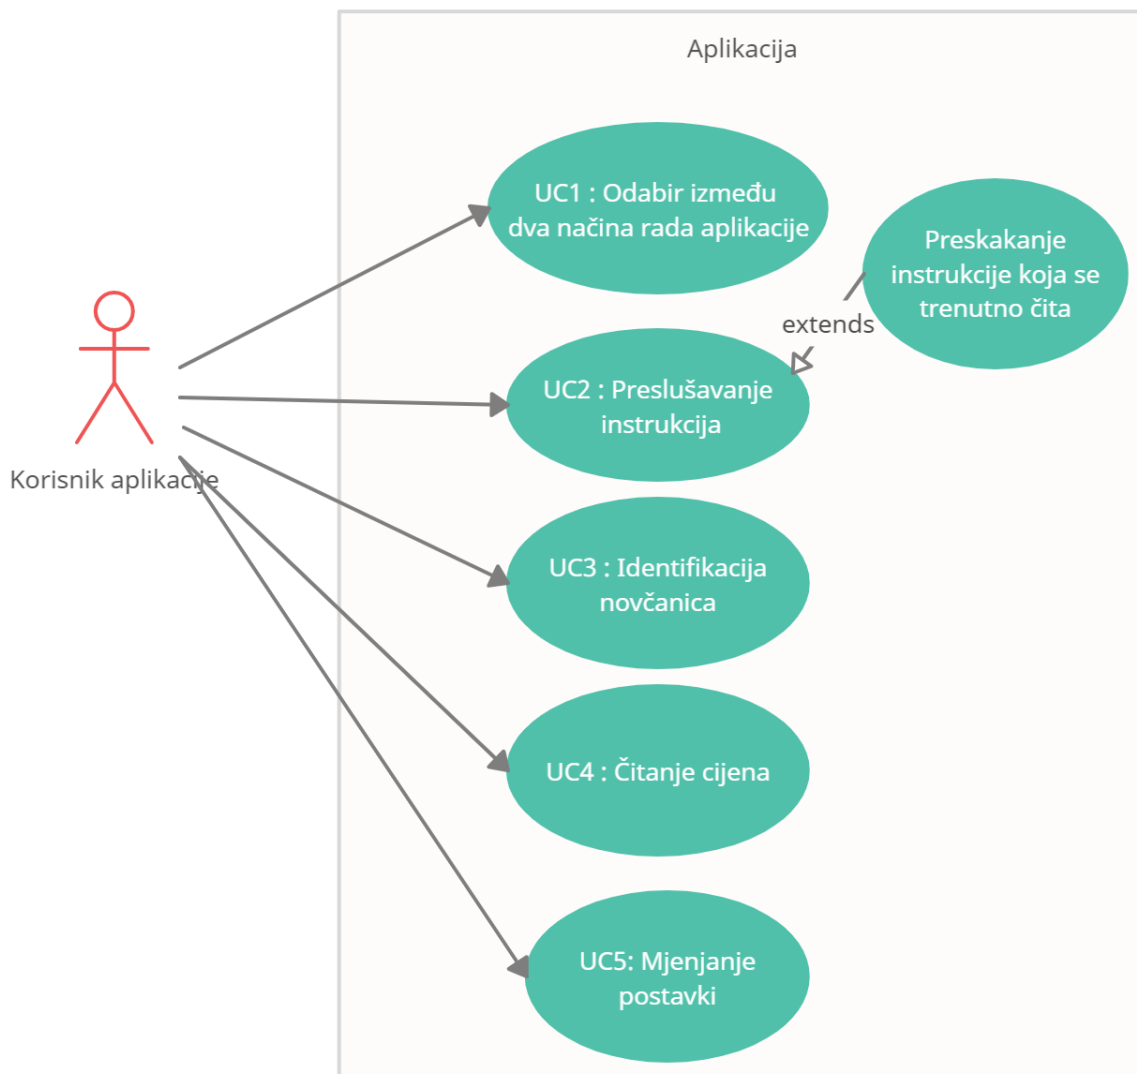 Aplikacija
UC1 : Odabir između
dva načina rada aplikacije
Preskakanje
instrukcije koja se
trenutno čita
extends
UC2 : Preslušavanje
instrukcija
Korisnik aplikacije
UC3 : Identifikacija
novčanica
UC4 : Čitanje cijena
UC5: Mjenjanje
postavki